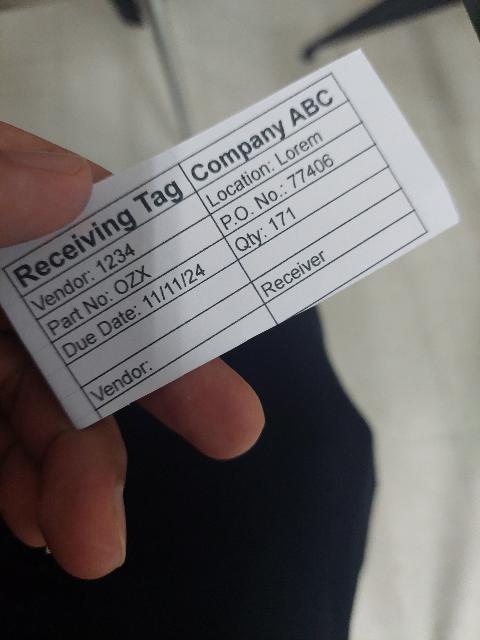 Receiving Tag Company ABC
Vendor: 1234 Location: Lorem
Part No: OZX P.O. No.: 77406
Due Date: 11/11/24 Qty: 171
Vendor: Receiver